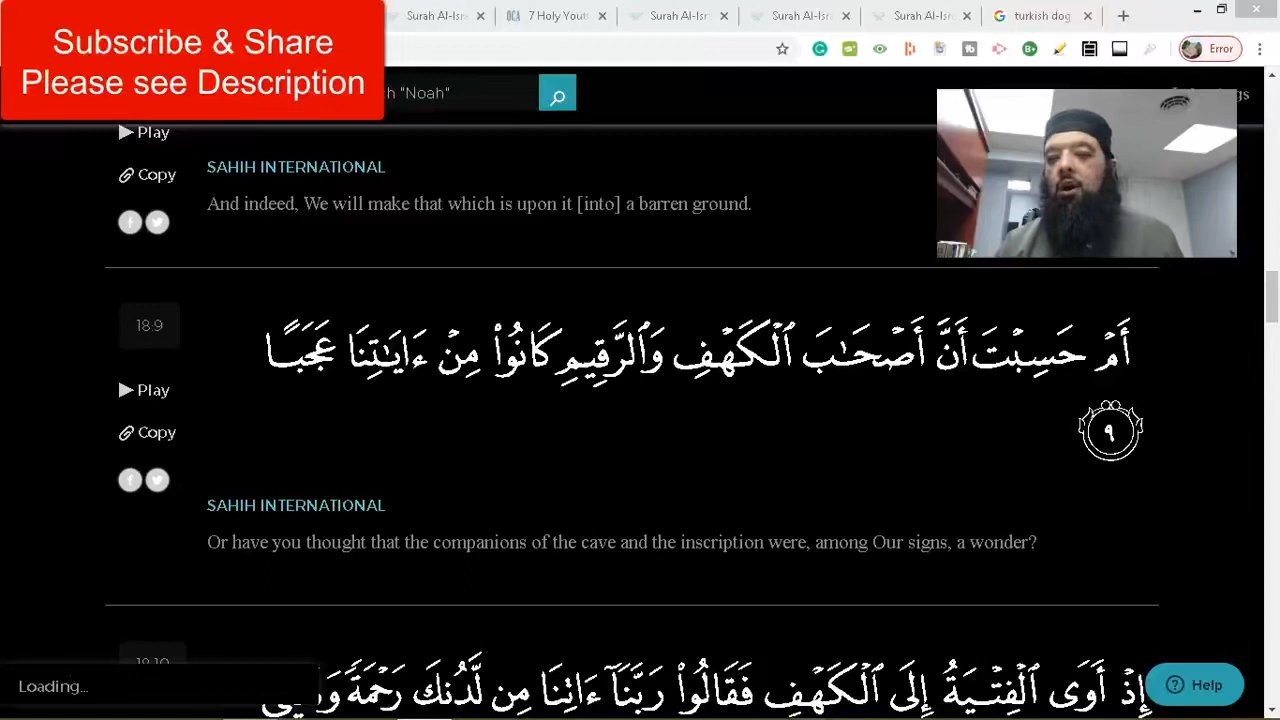 Subscribe & Share
Please see Description
Surah Al-Isr
7 Holy Yout
Surah Al-Isr
Surah Al-Isr
Surah Al-Isr
turkish dog
Error
"Noah"
Play
SAHIH INTERNATIONAL
Copy
And indeed, We will make that which is upon it [into] a barren ground.
18:9
أَمْ حَسِبْتَ أَنَّ أَصْحَـٰبَ ٱلْكَهْفِ وَٱلرَّقِيمِ كَانُوا۟ مِنْ ءَايَـٰتِنَا عَجَبًا
٩
Play
Copy
SAHIH INTERNATIONAL
Or have you thought that the companions of the cave and the inscription were, among Our signs, a wonder?
18:10
إِذْ أَوَى ٱلْفِتْيَةُ إِلَى ٱلْكَهْفِ فَقَالُوا۟ رَبَّنَآ ءَاتِنَا مِن لَّدُنكَ رَحْمَةً
Loading...
Help